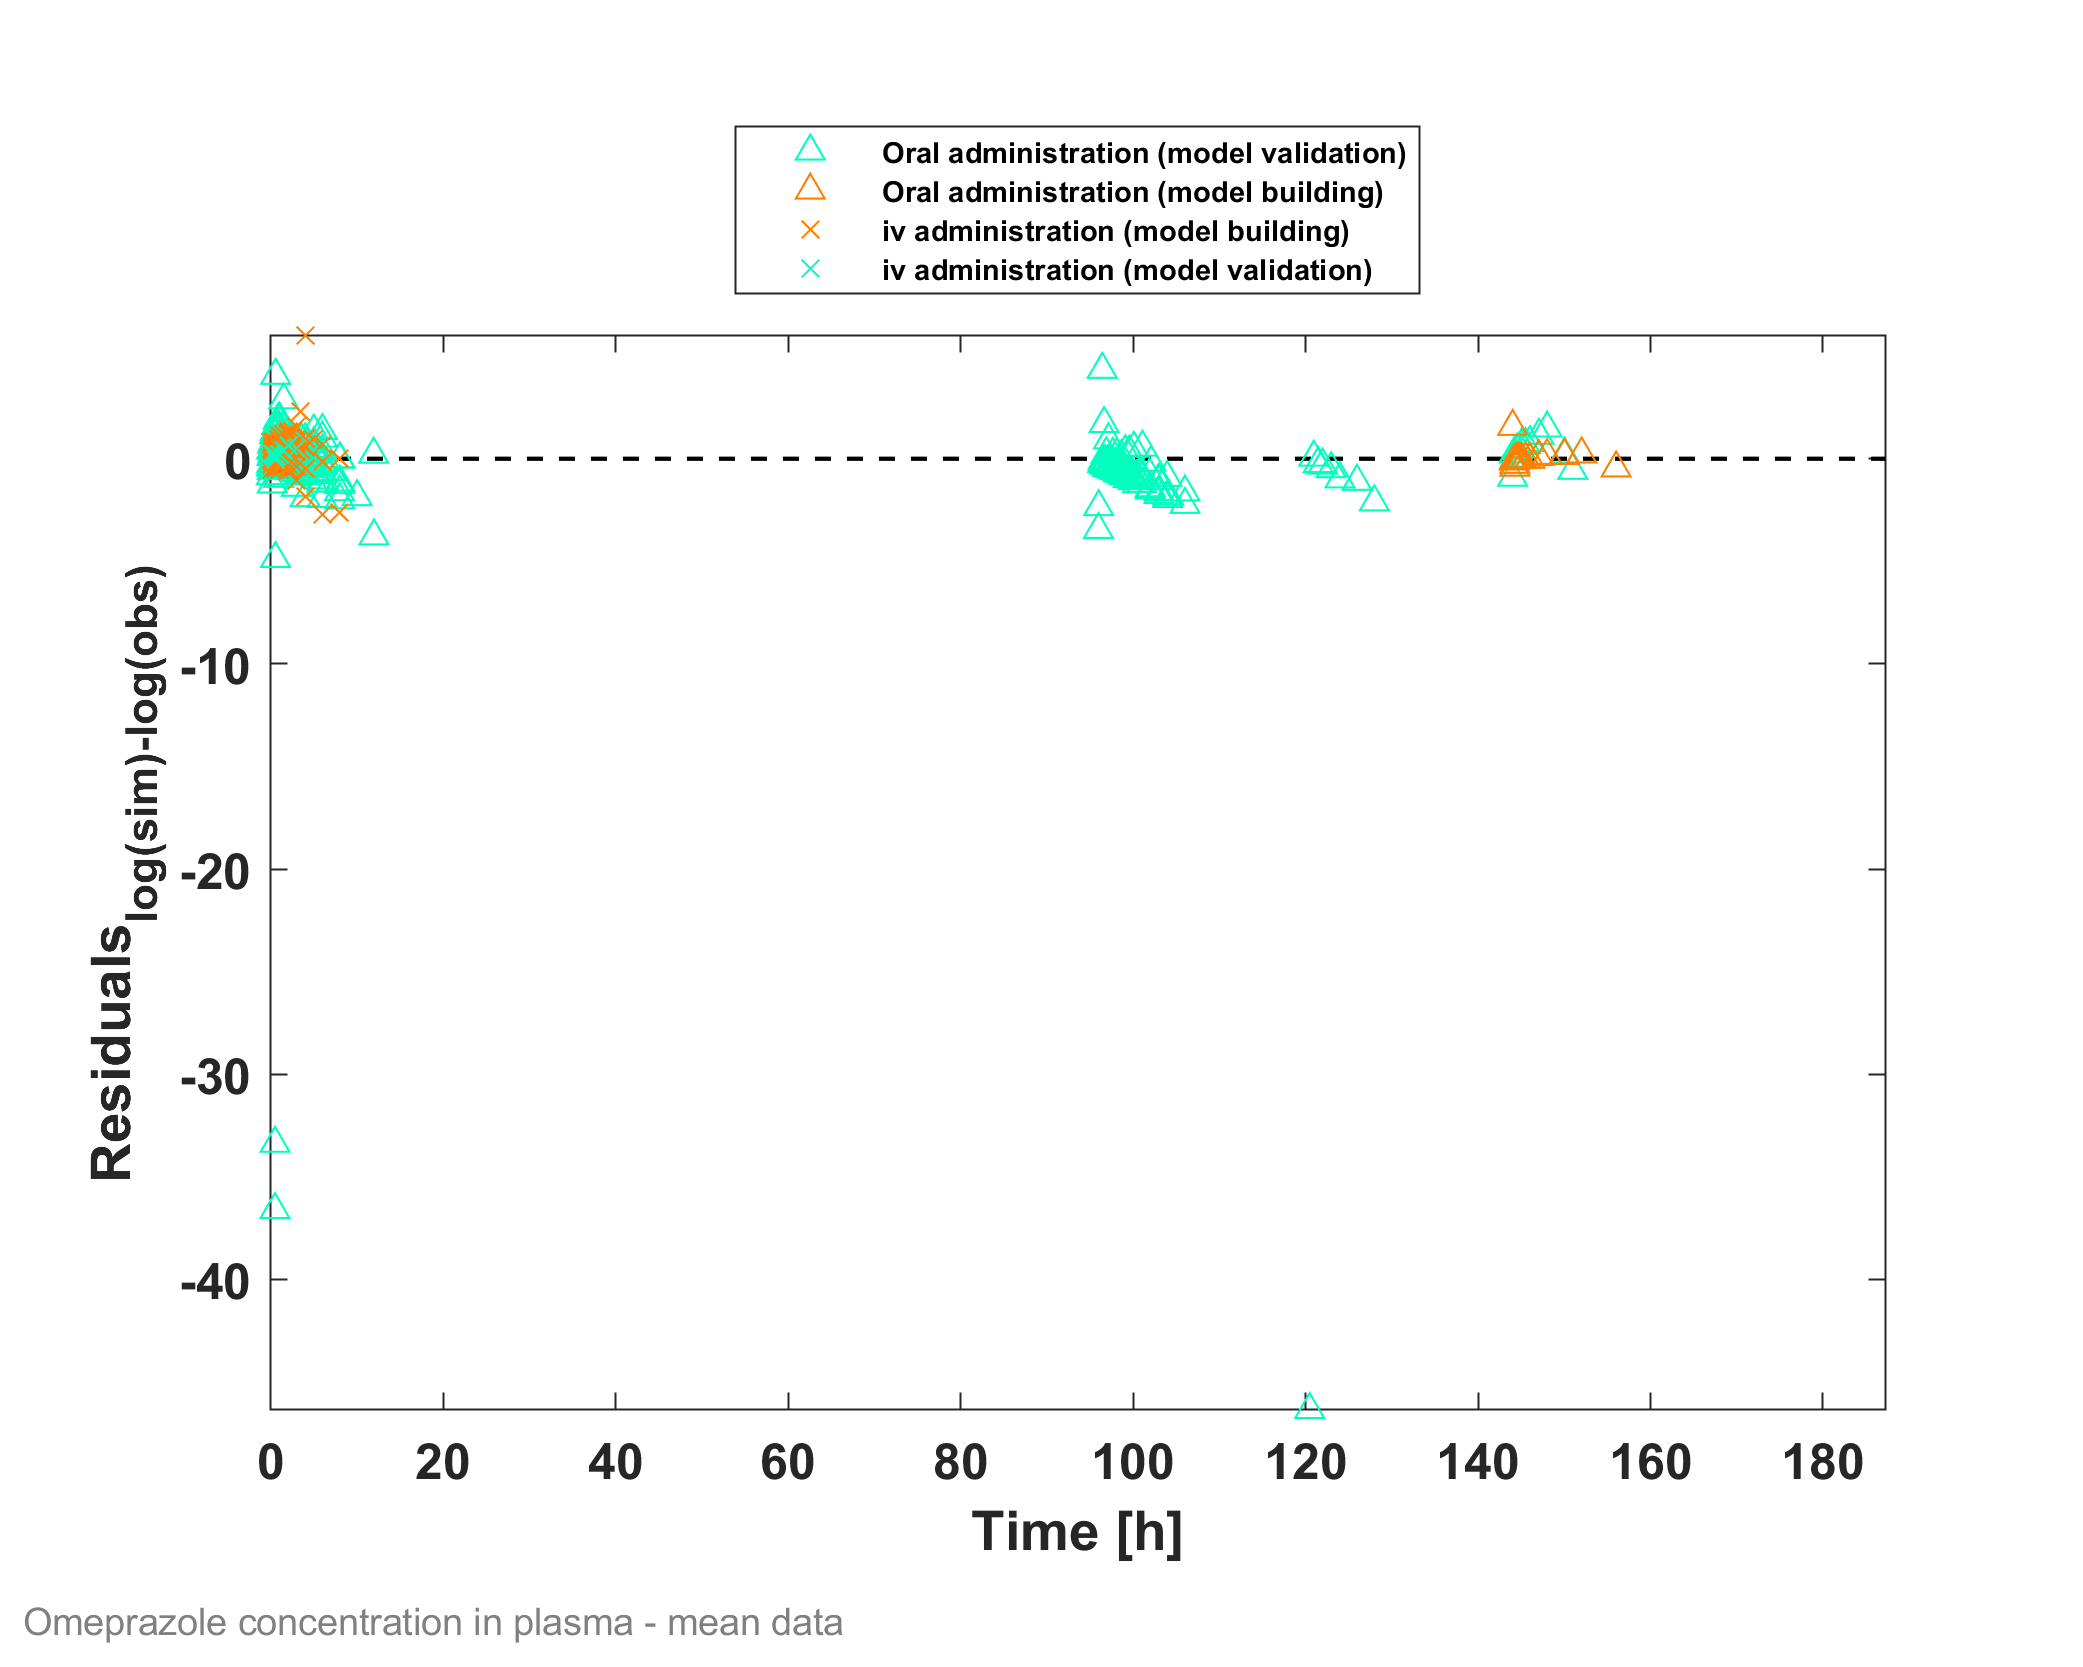 Oral administration (model validation)
Oral administration (model building)
iv administration (model building)
iv administration (model validation)
Residuals log(sim)-log(obs)
0
-10
-20
-30
-40
0 20 40 60 80 100 120 140 160 180
Time [h]
Omeprazole concentration in plasma - mean data